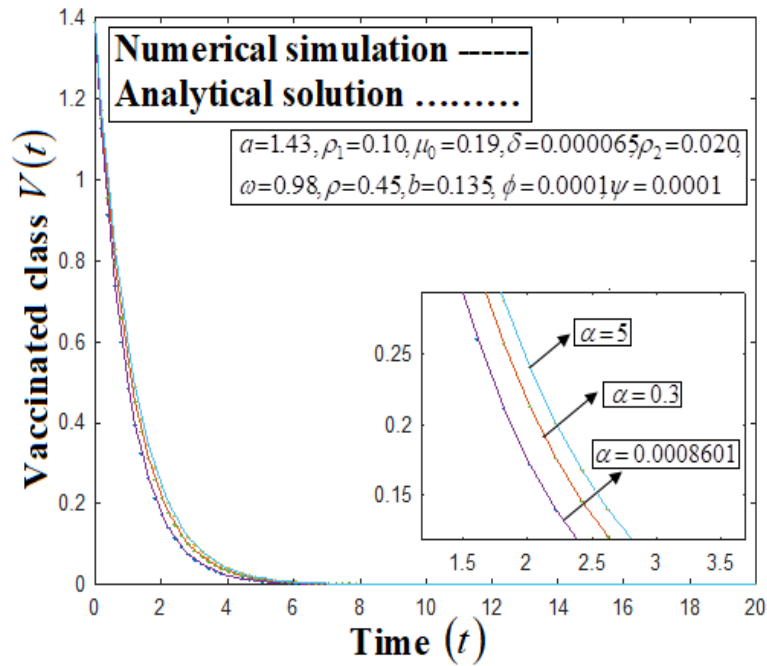 1.4
Numerical simulation ------
Analytical solution .........
1.2
a=1.43, ρ₁=0.10, μ₀=0.19, δ=0.000065, ρ₂=0.020,
ω=0.98, ρ=0.45, b=0.135, ϕ=0.0001, ψ=0.0001
1
0.8
0.6
0.4
0.2
0
Vaccinated class V(t)
0.25
0.2
0.15
α=5
α=0.3
α=0.0008601
1.5 2 2.5 3 3.5
0 2 4 6 8 10 12 14 16 18 20
Time (t)